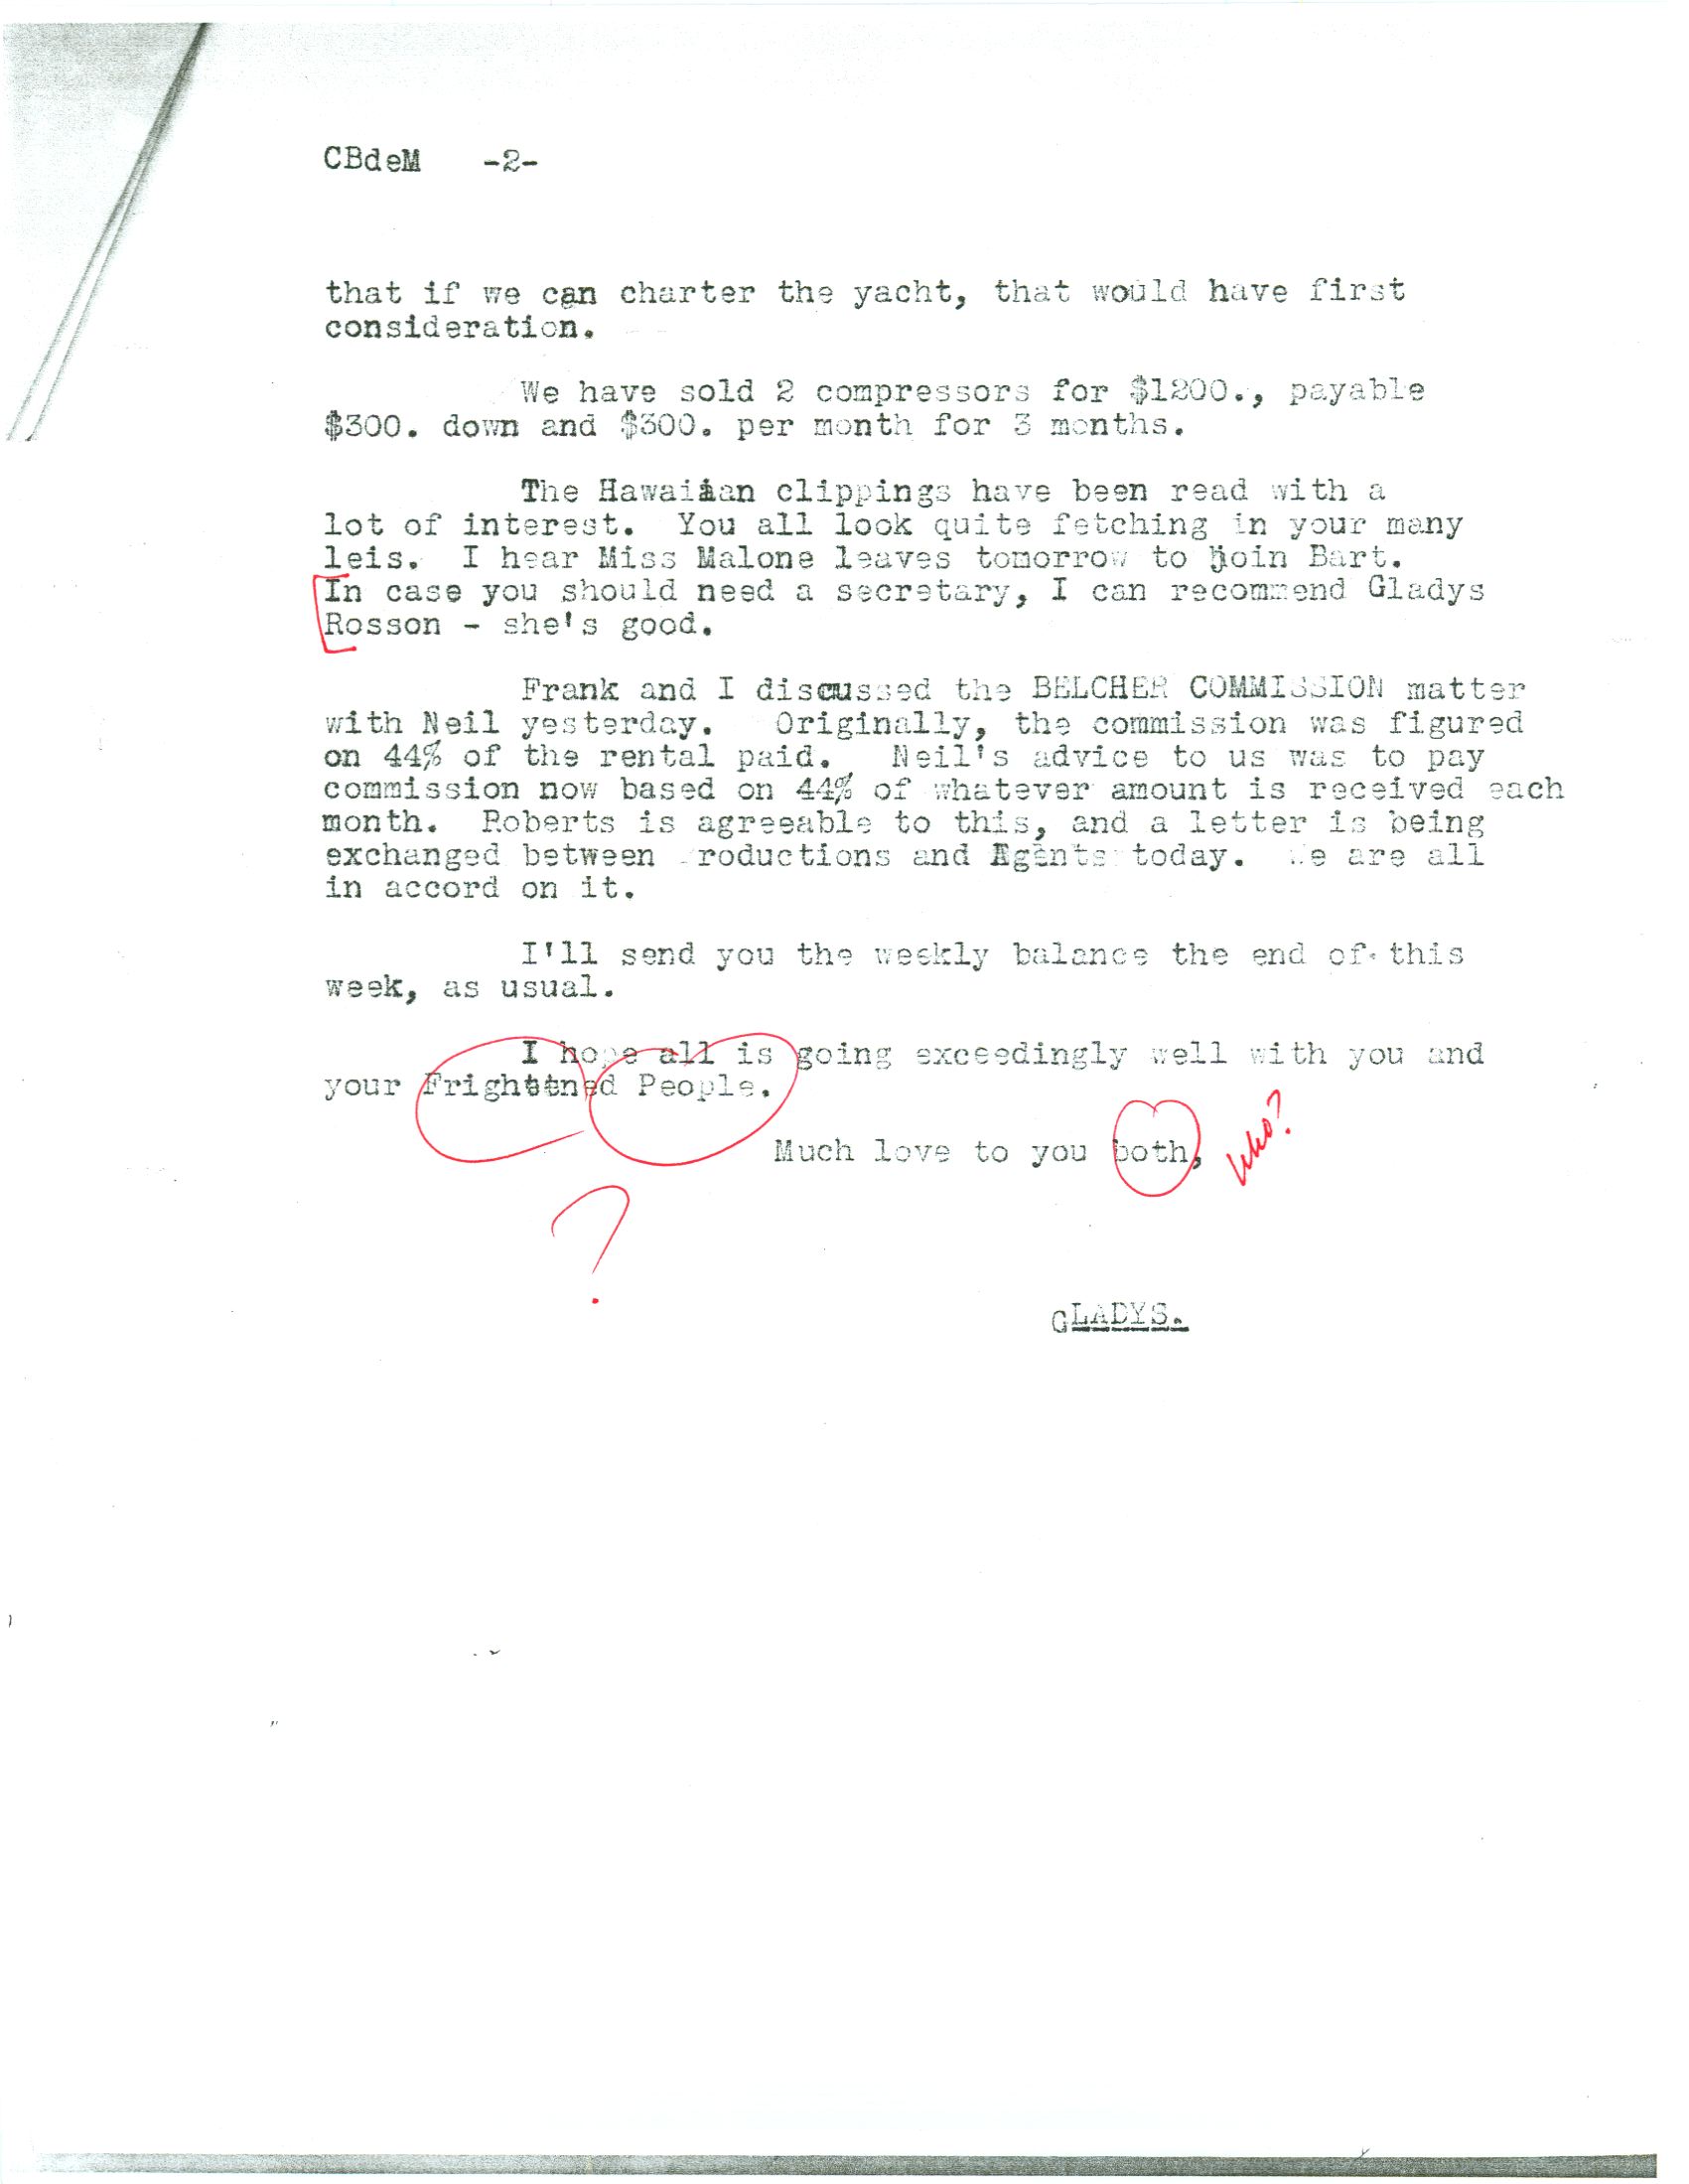 CBdeM -2-
that if we can charter the yacht, that would have first
consideration.
We have sold 2 compressors for $1200., payable
$300. down and $300. per month for 3 months.
The Hawaiian clippings have been read with a
lot of interest. You all look quite fetching in your many
leis. I hear Miss Malone leaves tomorrow to join Bart.
In case you should need a secretary, I can recommend Gladys
Rosson - she's good.
Frank and I discussed the BELCHER COMMISSION matter
with Neil yesterday. Originally, the commission was figured
on 44% of the rental paid. Neil's advice to us was to pay
commission now based on 44% of whatever amount is received each
month. Roberts is agreeable to this, and a letter is being
exchanged between Productions and Agents today. We are all
in accord on it.
I'll send you the weekly balance the end of this
week, as usual.
I hope all is going exceedingly well with you and
your Frightened People.
Much love to you both, who?
?
GLADYS.